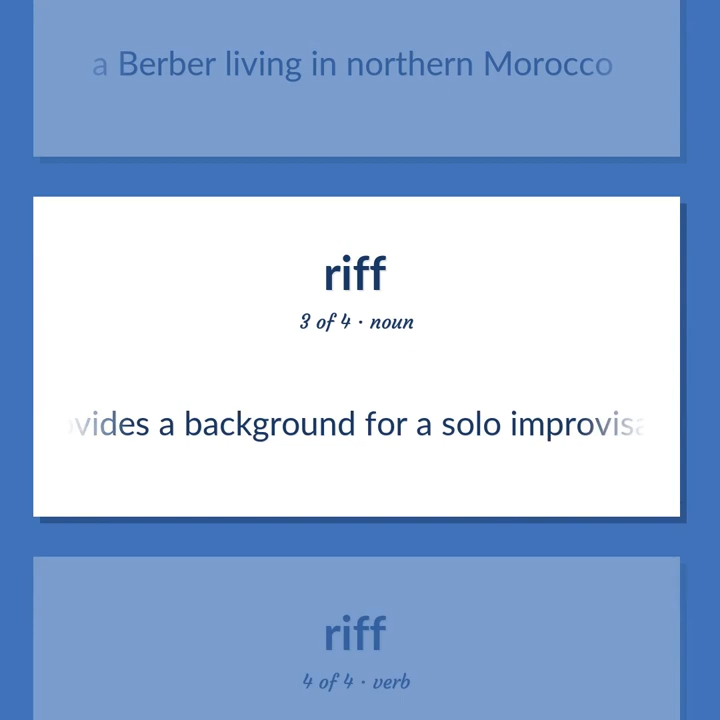 a Berber living in northern Morocco
riff
3 of 4 · noun
ovides a background for a solo improvisa
riff
4 of 4 · verb